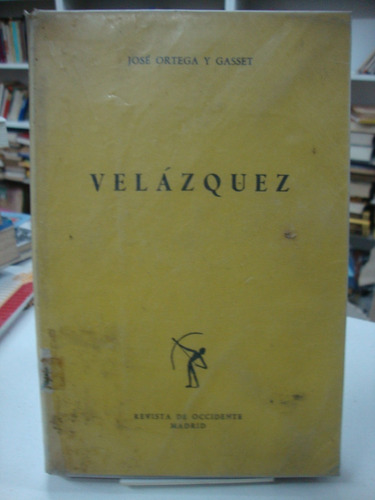 JOSÉ ORTEGA Y GASSET
VELÁZQUEZ
REVISTA DE OCCIDENTE
MADRID